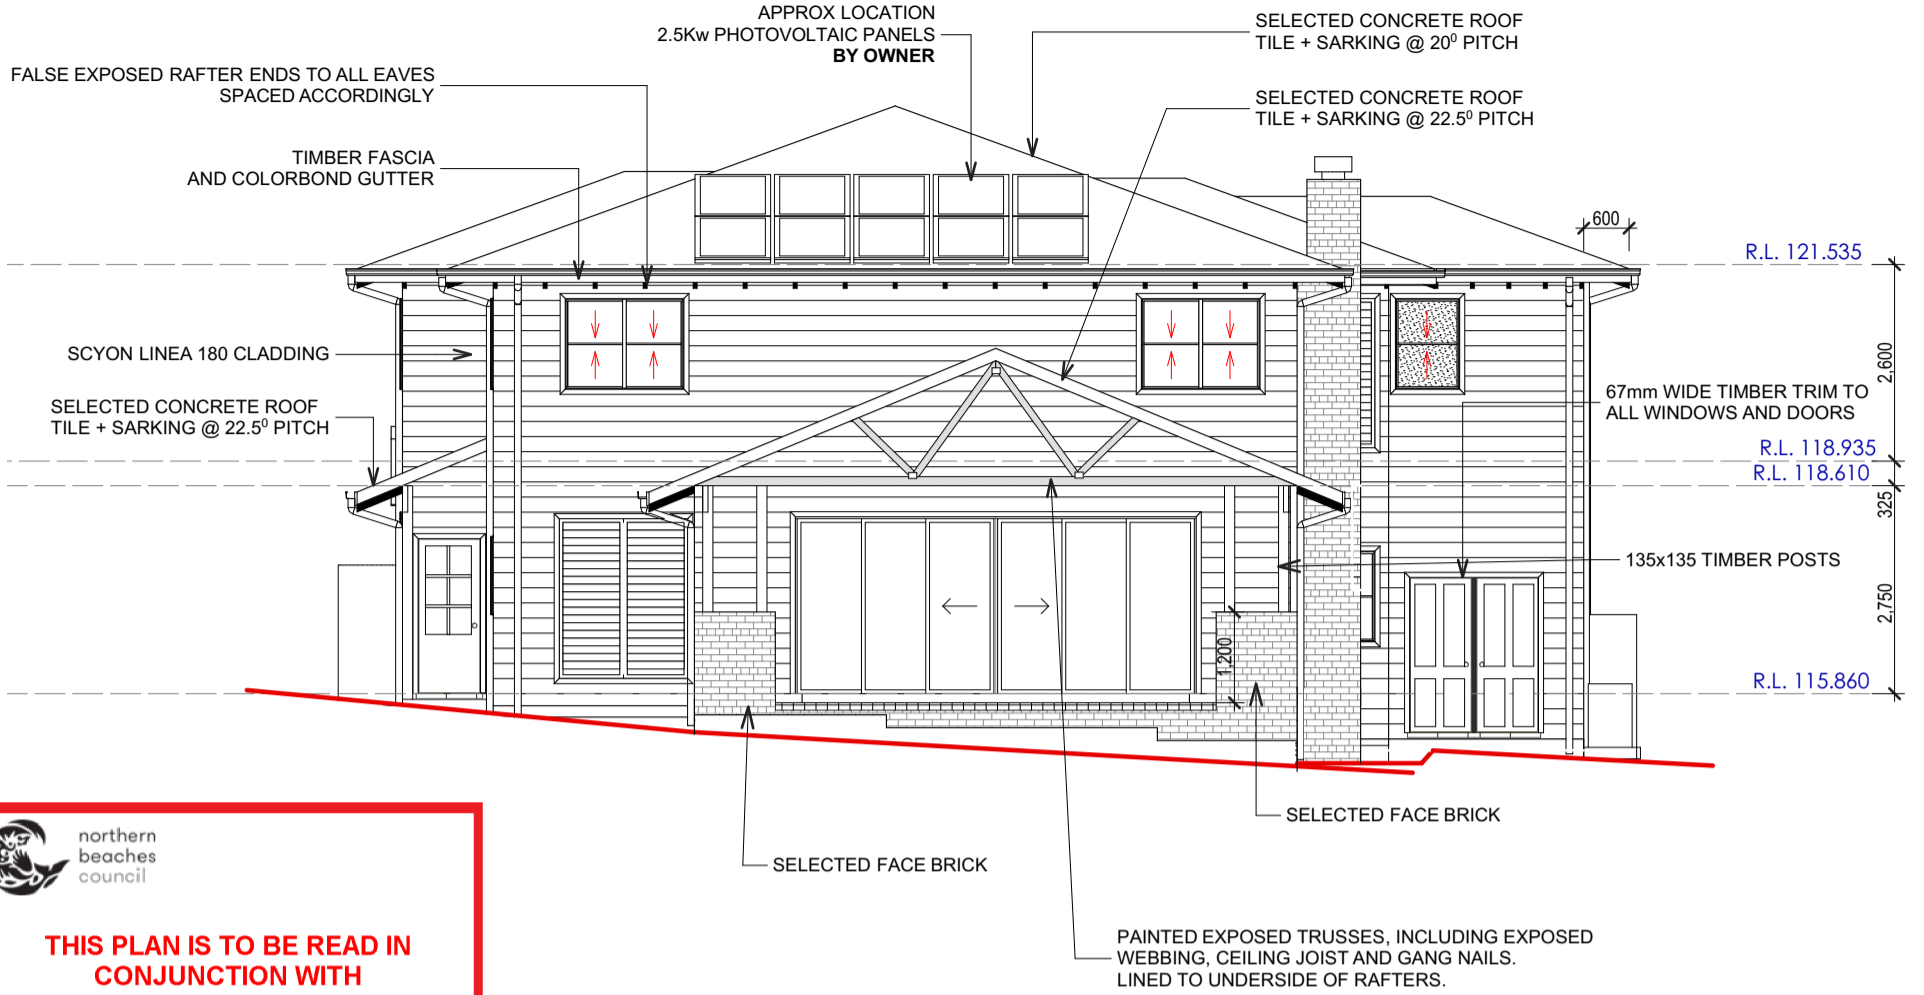 APPROX LOCATION
2.5Kw PHOTOVOLTAIC PANELS
BY OWNER
SELECTED CONCRETE ROOF
TILE + SARKING @ 20⁰ PITCH
FALSE EXPOSED RAFTER ENDS TO ALL EAVES
SPACED ACCORDINGLY
SELECTED CONCRETE ROOF
TILE + SARKING @ 22.5⁰ PITCH
TIMBER FASCIA
AND COLORBOND GUTTER
600
R.L. 121.535
SCYON LINEA 180 CLADDING
2,600
SELECTED CONCRETE ROOF
TILE + SARKING @ 22.5⁰ PITCH
67mm WIDE TIMBER TRIM TO
ALL WINDOWS AND DOORS
R.L. 118.935
R.L. 118.610
325
135x135 TIMBER POSTS
2,750
1,200
R.L. 115.860
SELECTED FACE BRICK
SELECTED FACE BRICK
northern
beaches
council
THIS PLAN IS TO BE READ IN
CONJUNCTION WITH
PAINTED EXPOSED TRUSSES, INCLUDING EXPOSED
WEBBING, CEILING JOIST AND GANG NAILS.
LINED TO UNDERSIDE OF RAFTERS.